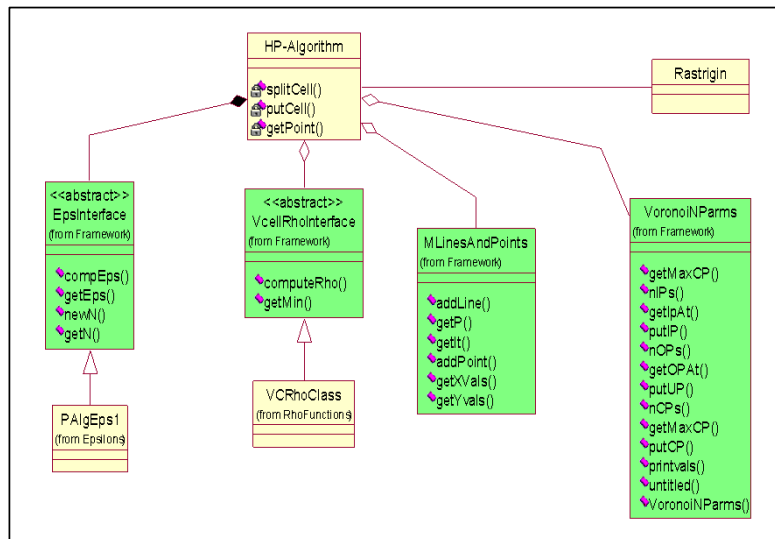 HP-Algorithm
splitCell()
putCell()
getPoint()
Rastrigin
<<abstract>>
EpsInterface
(from Framework)
compEps()
getEps()
newN()
getN()
<<abstract>>
VcellRhoInterface
(from Framework)
computeRho()
getMin()
MLinesAndPoints
(from Framework)
addLine()
getP()
getIt()
addPoint()
getXVals()
getYvals()
VoronoiNParms
(from Framework)
getMaxCP()
nIPs()
getIpAt()
putIP()
nOPs()
getOPAt()
putUP()
nCPs()
getMaxCP()
putCP()
printvals()
untitled()
VoronoiNParms()
PAlgEps1
(from Epsilons)
VCRhoClass
(from RhoFunctions)